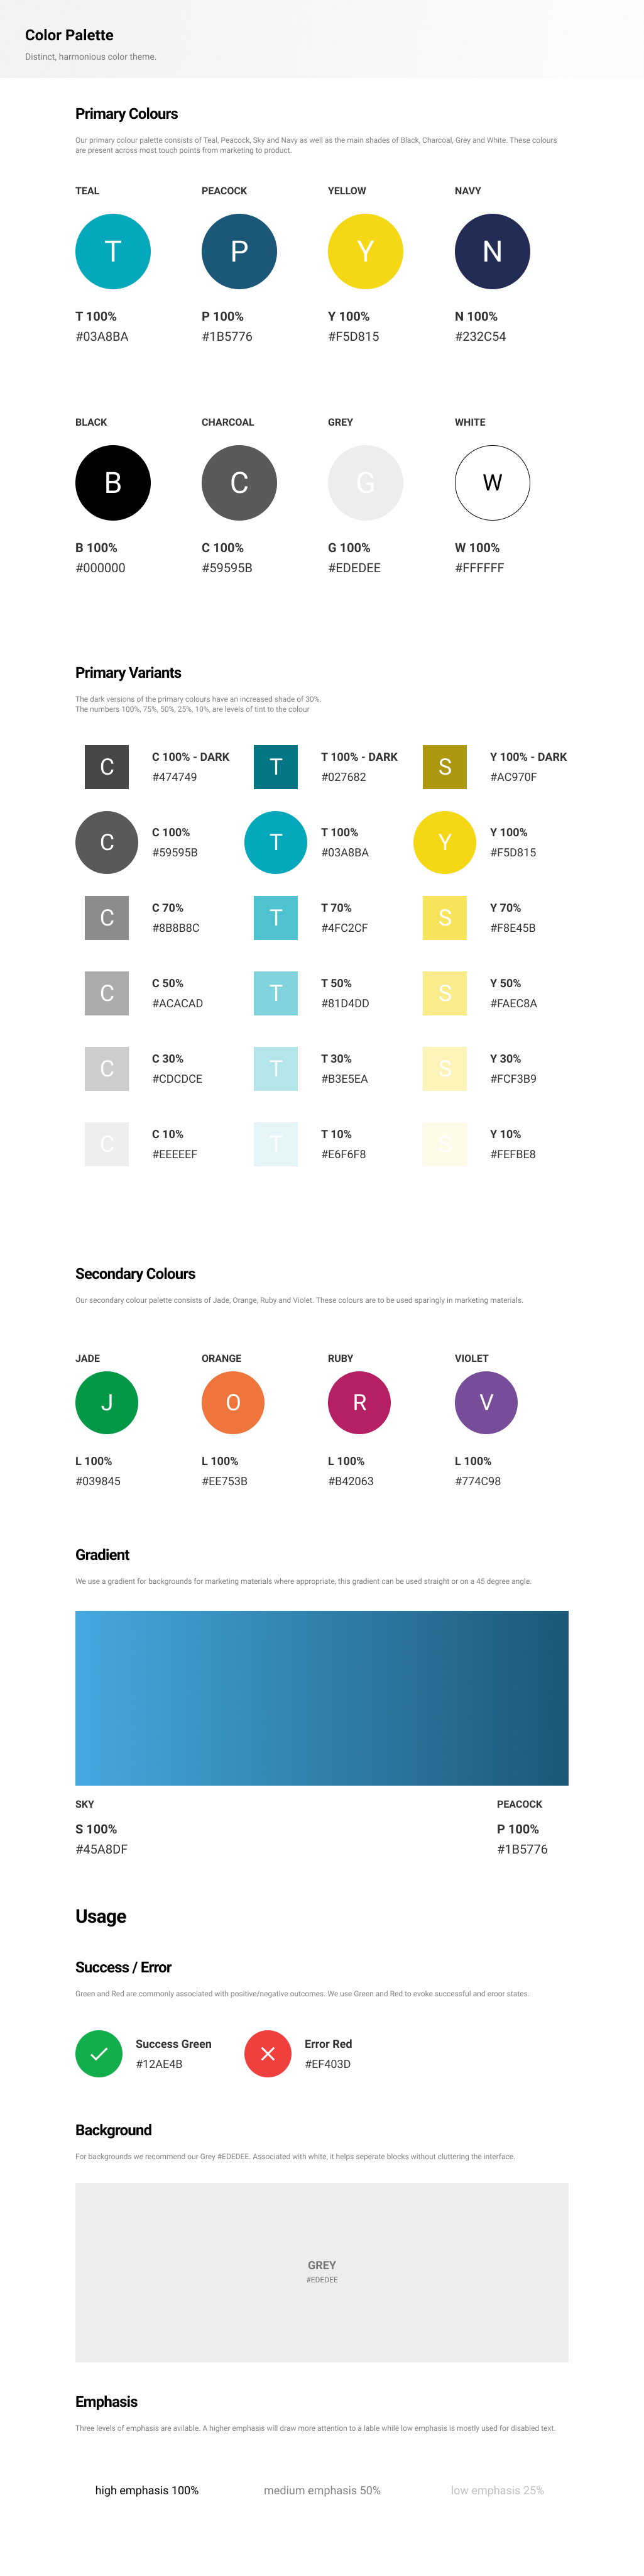 Color Palette
Distinct, harmonious color theme.
Primary Colours
Our primary colour palette consists of Teal, Peacock, Sky and Navy as well as the main shades of Black, Charcoal, Grey and White. These colours
are present across most touch points from marketing to product.
TEAL PEACOCK YELLOW NAVY
T P Y N
T 100% P 100% Y 100% N 100%
#03A8BA #1B5776 #F5D815 #232C54
BLACK CHARCOAL GREY WHITE
B C G W
B 100% C 100% G 100% W 100%
#000000 #59595B #EDEDEE #FFFFFF
Primary Variants
The dark versions of the primary colours have an increased shade of 30%.
The numbers 100%, 75%, 50%, 25%, 10%, are levels of tint to the colour
C 100% - DARK T 100% - DARK Y 100% - DARK
C T S
#474749 #027682 #AC970F
C 100% T 100% Y 100%
C T Y
#59595B #03A8BA #F5D815
C 70% T 70% Y 70%
C T S
#8B8B8C #4FC2CF #F8E45B
C 50% T 50% Y 50%
C T S
#ACACAD #81D4DD #FAEC8A
C 30% T 30% Y 30%
C T S
#CDCDCE #B3E5EA #FCF3B9
C 10% T 10% Y 10%
C T S
#EEEEEF #E6F6F8 #FEFBE8
Secondary Colours
Our secondary colour palette consists of Jade, Orange, Ruby and Violet. These colours are to be used sparingly in marketing materials.
JADE ORANGE RUBY VIOLET
J O R V
L 100% L 100% L 100% L 100%
#039845 #EE753B #B42063 #774C98
Gradient
We use a gradient for backgrounds for marketing materials where appropriate, this gradient can be used straight or on a 45 degree angle.
SKY PEACOCK
S 100% P 100%
#45A8DF #1B5776
Usage
Success / Error
Green and Red are commonly associated with positive/negative outcomes. We use Green and Red to evoke successful and eroor states.
Success Green Error Red
#12AE4B #EF403D
Background
For backgrounds we recommend our Grey #EDEDEE. Associated with white, it helps seperate blocks without cluttering the interface.
GREY
#EDEDEE
Emphasis
Three levels of emphasis are avilable. A higher emphasis will draw more attention to a lable while low emphasis is mostly used for disabled text.
high emphasis 100% medium emphasis 50% low emphasis 25%